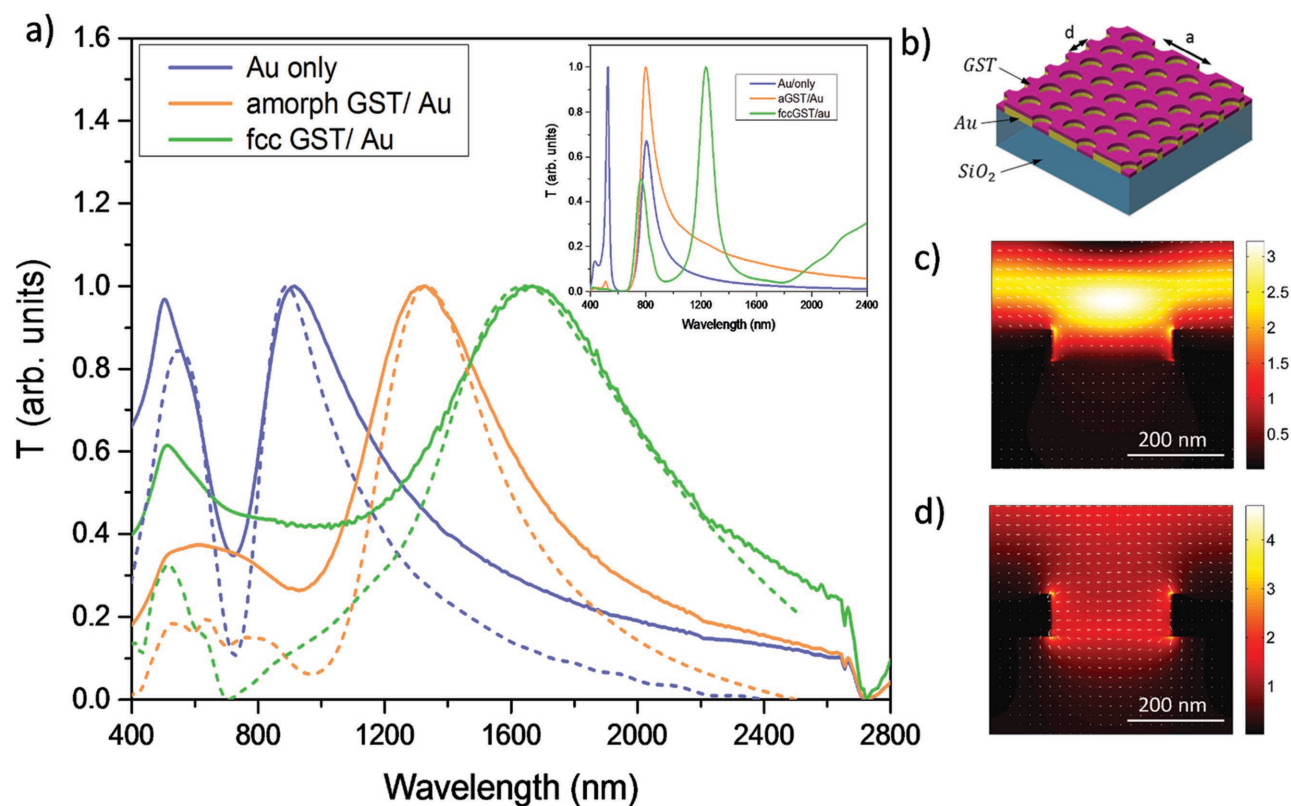 a)
1.6
1.4
1.2
1.0
0.8
0.6
0.4
0.2
0.0
T (arb. units)
400 800 1200 1600 2000 2400 2800
Wavelength (nm)
Au only
amorph GST/ Au
fcc GST/ Au
1.0
0.8
0.6
0.4
0.2
0.0
T (arb. units)
400 800 1200 1600 2000 2400
Wavelength (nm)
Au/only
aGST/Au
fccGST/au
b)
d a
GST
Au
SiO2
c)
200 nm
3
2.5
2
1.5
1
0.5
d)
200 nm
4
3
2
1